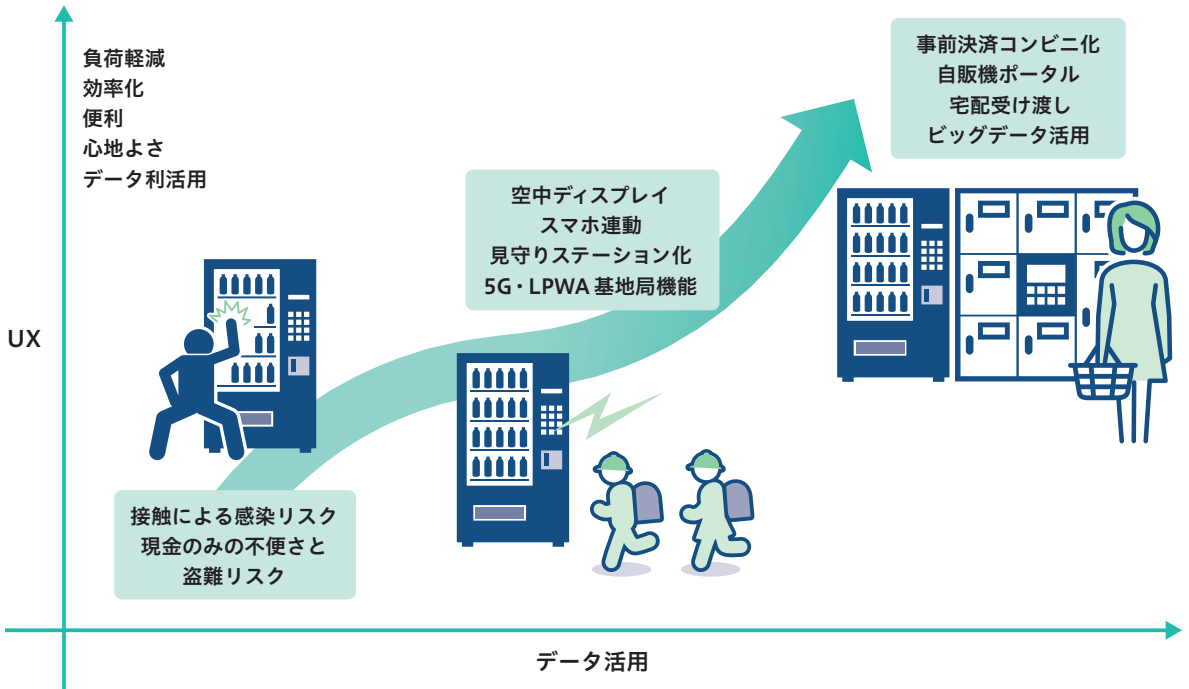 負荷軽減
効率化
便利
心地よさ
データ利活用
事前決済コンビニ化
自販機ポータル
宅配受け渡し
ビッグデータ活用
空中ディスプレイ
スマホ連動
見守りステーション化
5G・LPWA 基地局機能
UX
接触による感染リスク
現金のみの不便さと
盗難リスク
データ活用